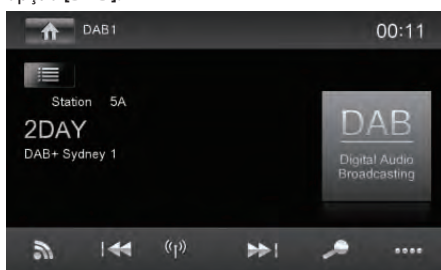 DAB1
00:11
Station 5A
2DAY
DAB+ Sydney 1
DAB
Digital Audio
Broadcasting